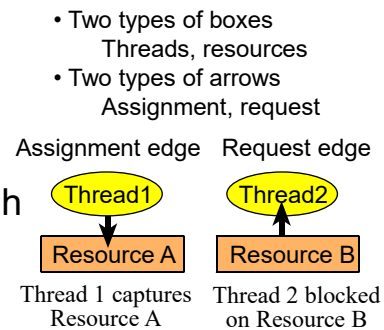 • Two types of boxes
Threads, resources
• Two types of arrows
Assignment, request
Assignment edge Request edge
h Thread1 Thread2
Resource A Resource B
Thread 1 captures Thread 2 blocked
Resource A on Resource B